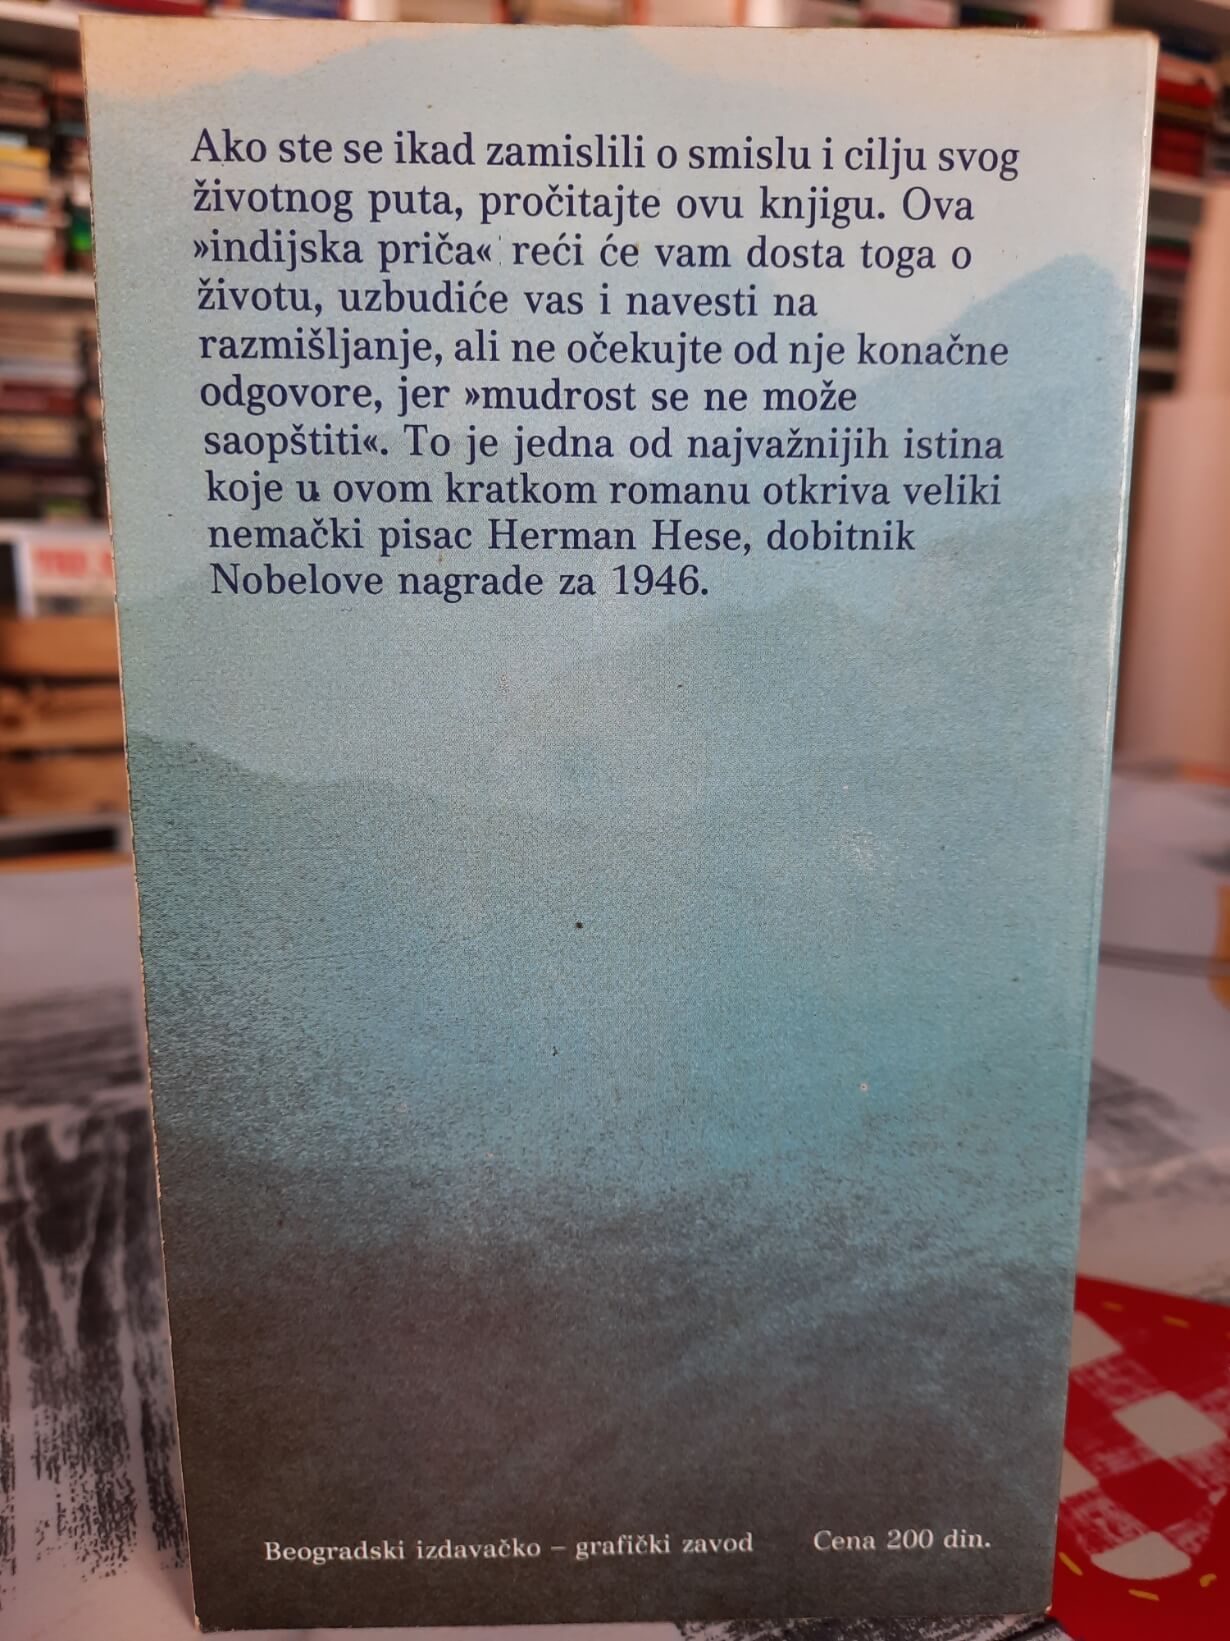 Ako ste se ikad zamislili o smislu i cilju svog
životnog puta, pročitajte ovu knjigu. Ova
»indijska priča« reći će vam dosta toga o
životu, uzbudiće vas i navesti na
razmišljanje, ali ne očekujte od nje konačne
odgovore, jer »mudrost se ne može
saopštiti«. To je jedna od najvažnijih istina
koje u ovom kratkom romanu otkriva veliki
nemački pisac Herman Hese, dobitnik
Nobelove nagrade za 1946.
Beogradski izdavačko – grafički zavod
Cena 200 din.